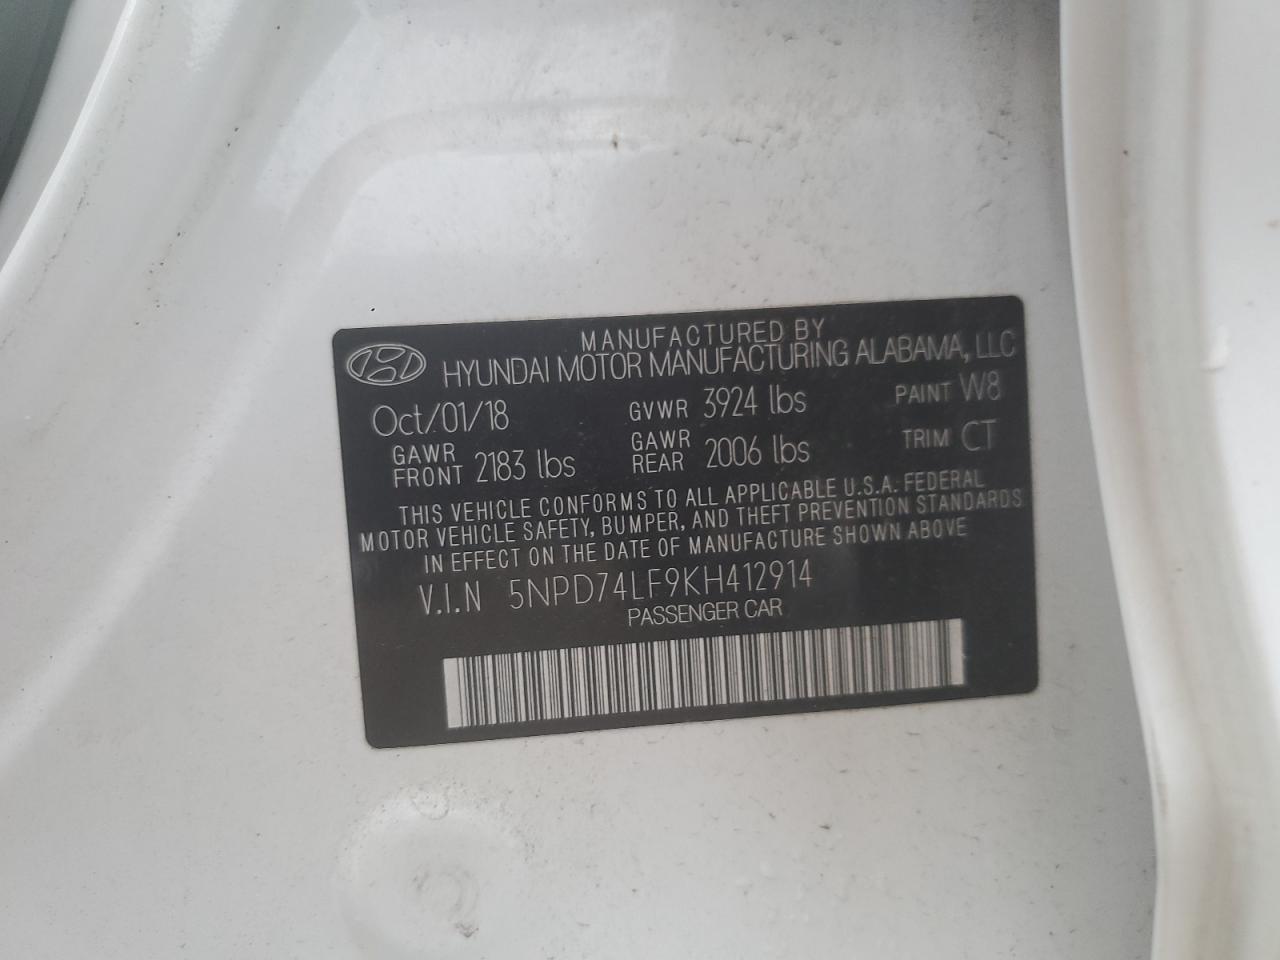 MANUFACTURED BY
HYUNDAI MOTOR MANUFACTURING ALABAMA, LLC
Oct/01/18 GVWR 3924 lbs PAINT W8
GAWR FRONT 2183 lbs GAWR REAR 2006 lbs TRIM CT
THIS VEHICLE CONFORMS TO ALL APPLICABLE U.S.A. FEDERAL
MOTOR VEHICLE SAFETY, BUMPER, AND THEFT PREVENTION STANDARDS
IN EFFECT ON THE DATE OF MANUFACTURE SHOWN ABOVE
V.I.N 5NPD74LF9KH412914
PASSENGER CAR